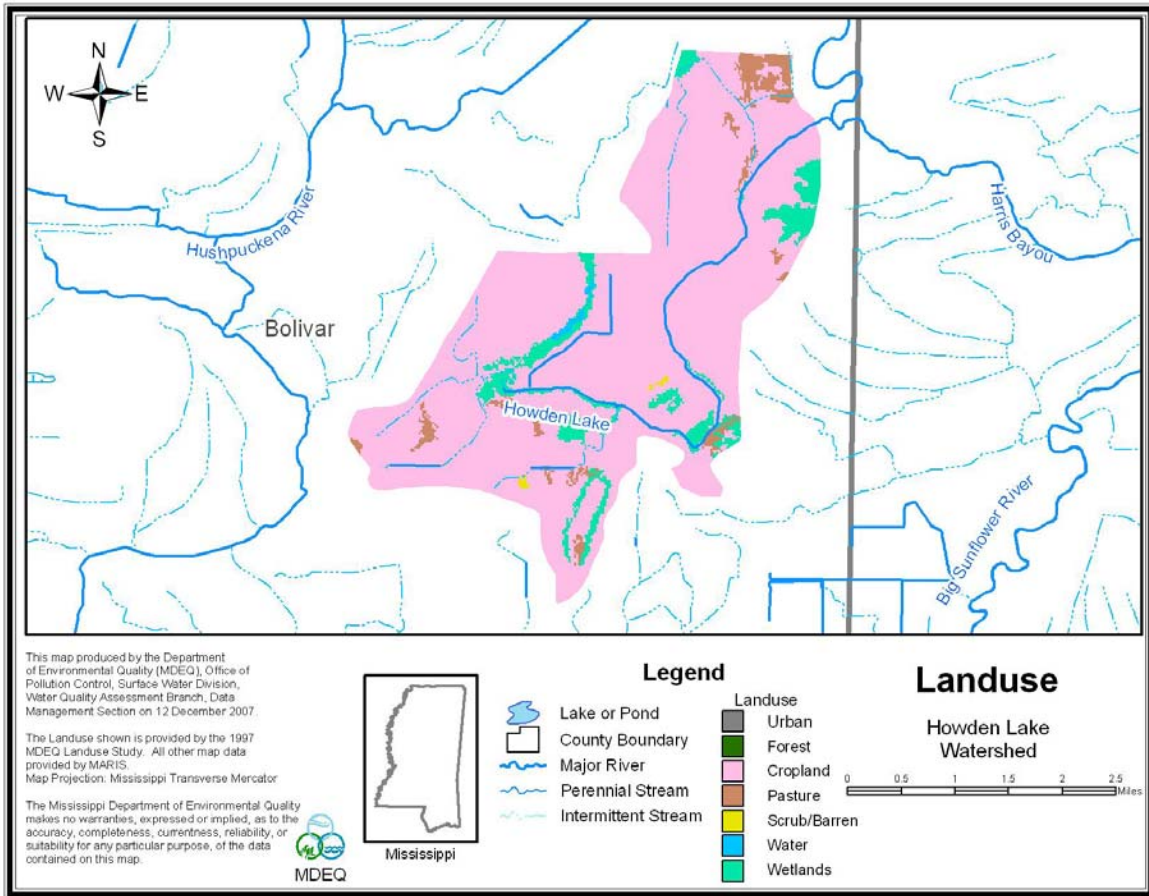 N
W E
S
Hushpuckena River
Harris Bayou
Bolivar
Howden Lake
Big Sunflower River
This map produced by the Department
of Environmental Quality (MDEQ), Office of
Pollution Control, Surface Water Division,
Water Quality Assessment Branch, Data
Management Section on 12 December 2007.
The Landuse shown is provided by the 1997
MDEQ Landuse Study. All other map data
provided by MARIS.
Map Projection: Mississippi Transverse Mercator
The Mississippi Department of Environmental Quality
makes no warranties, expressed or implied, as to the
accuracy, completeness, currentness, reliability, or
suitability for any particular purpose, of the data
contained on this map.
MDEQ
Mississippi
Legend
Lake or Pond
County Boundary
Major River
Perennial Stream
Intermittent Stream
Landuse
Urban
Forest
Cropland
Pasture
Scrub/Barren
Water
Wetlands
Landuse
Howden Lake
Watershed
0 0.5 1 1.5 2 2.5
Miles